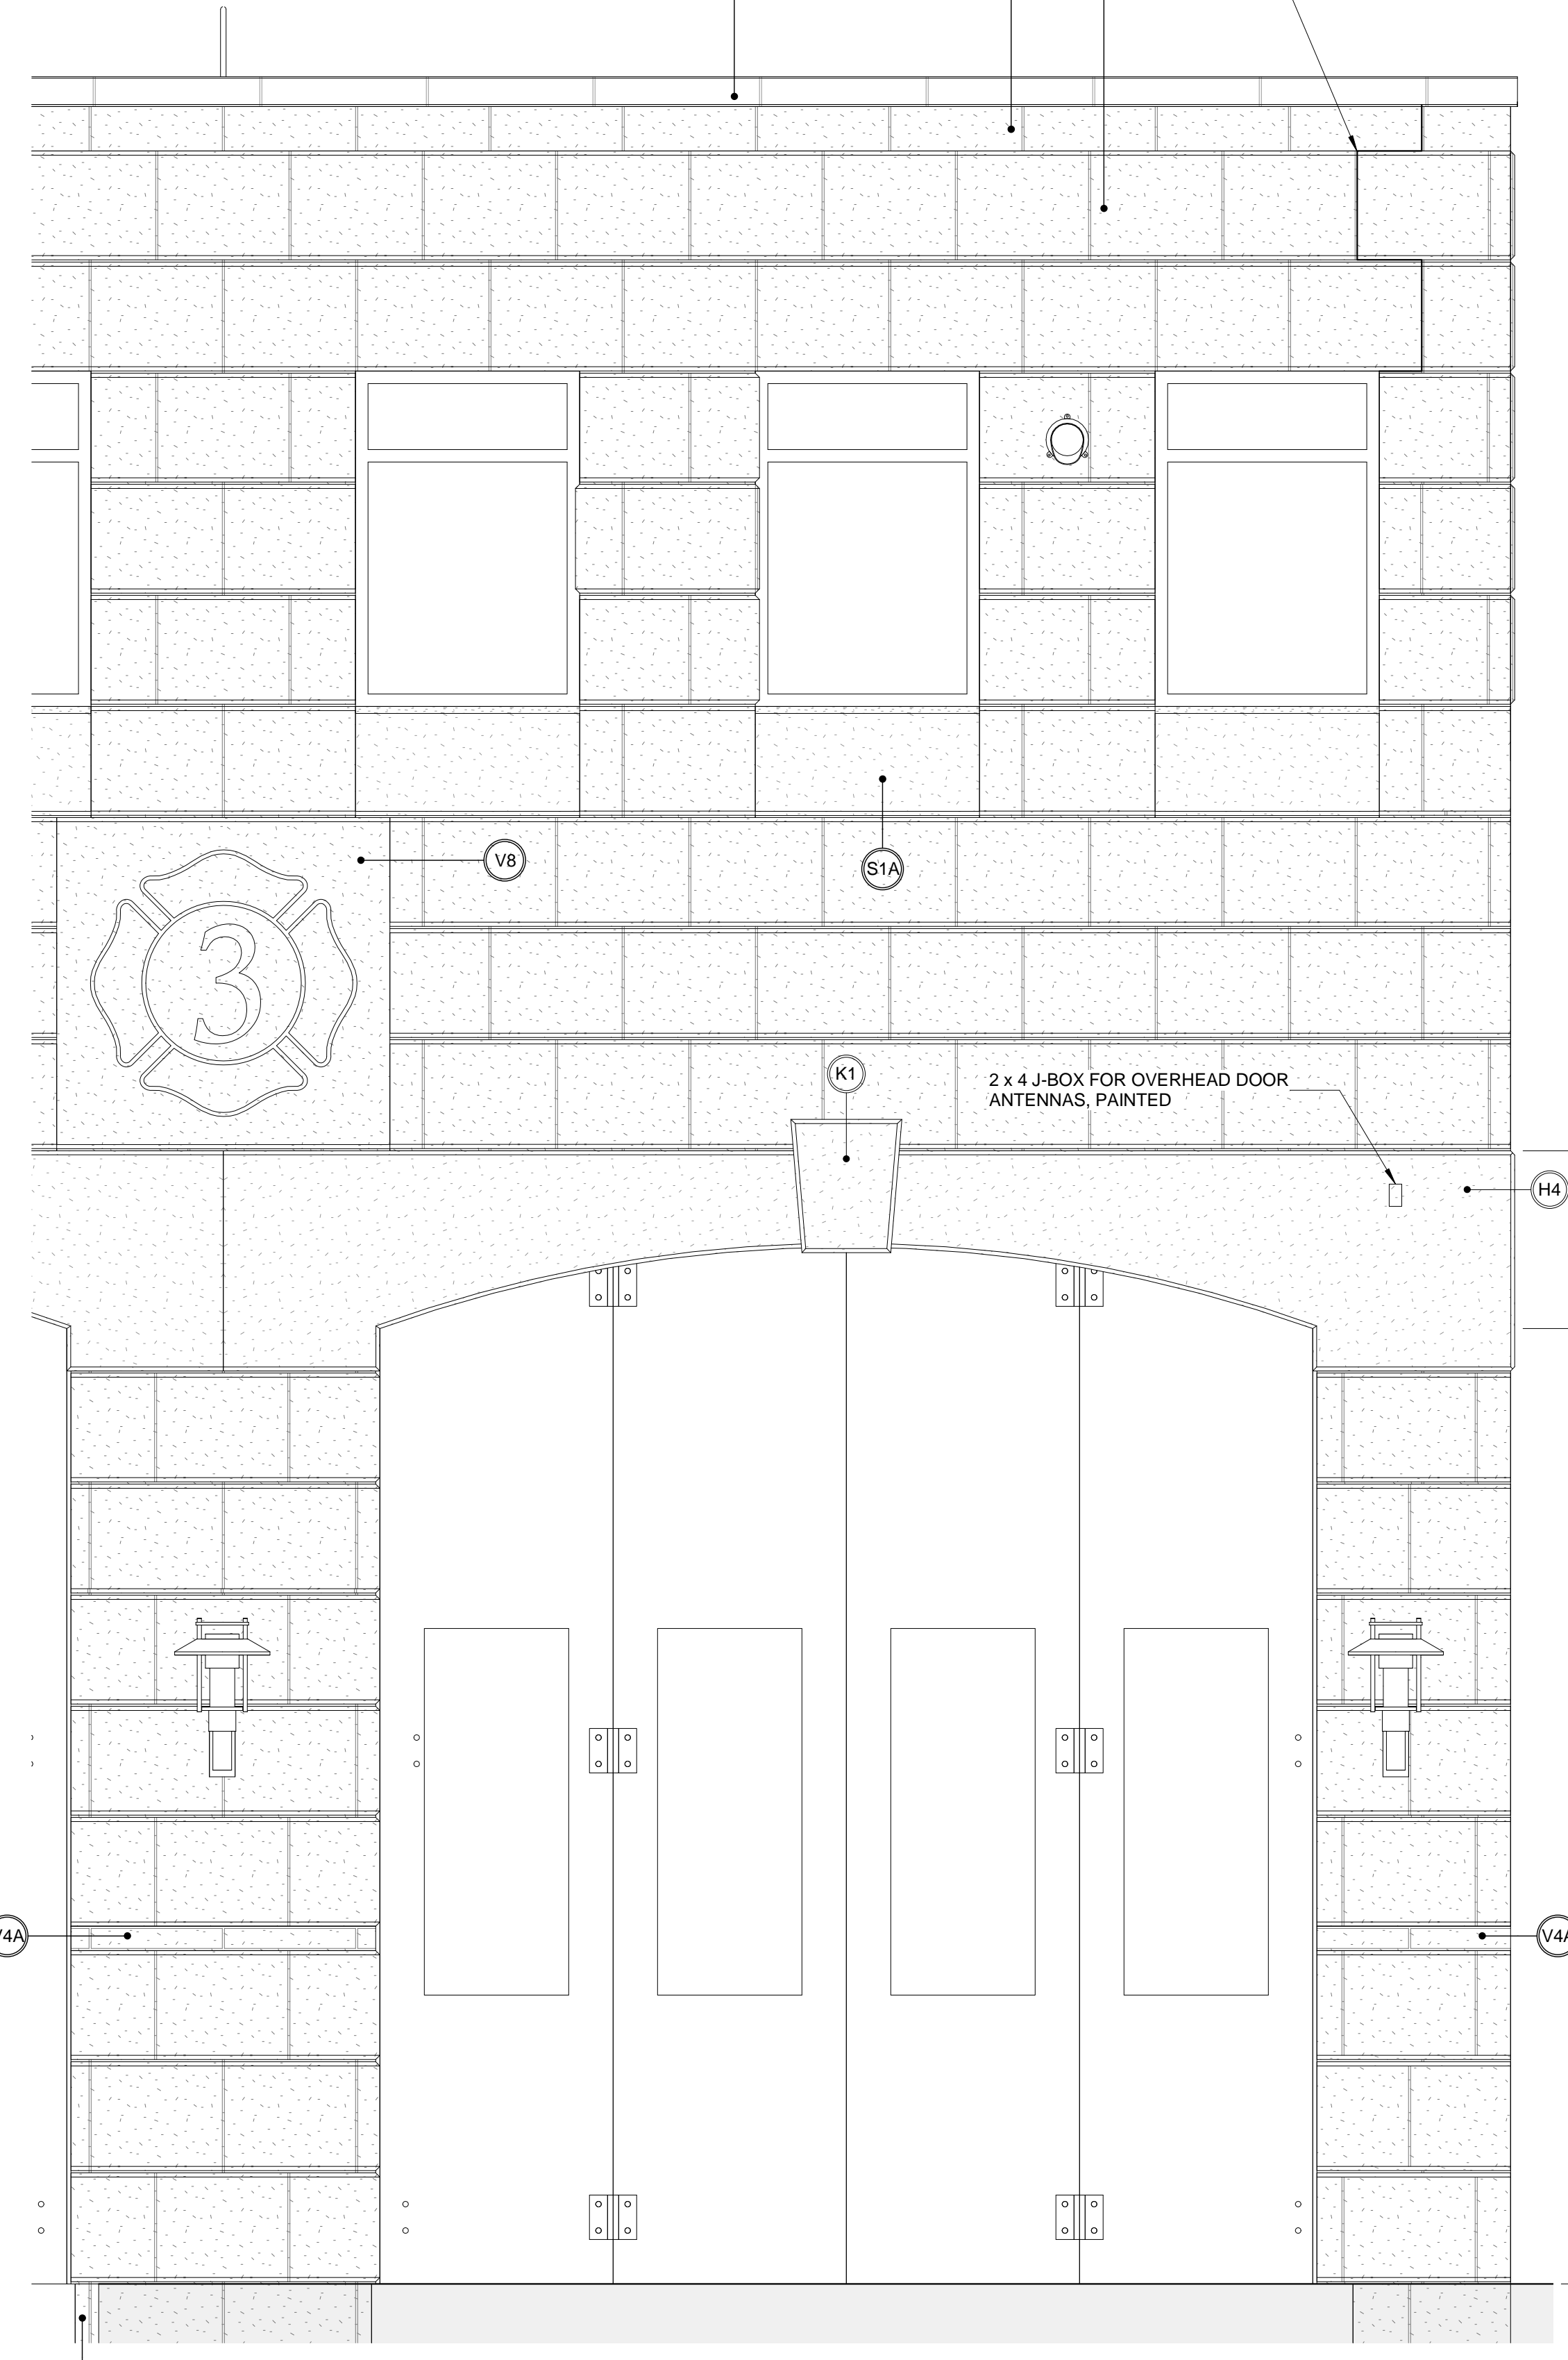 V8
S1A
3
K1
2 x 4 J-BOX FOR OVERHEAD DOOR
ANTENNAS, PAINTED
H4
V4A
V4A